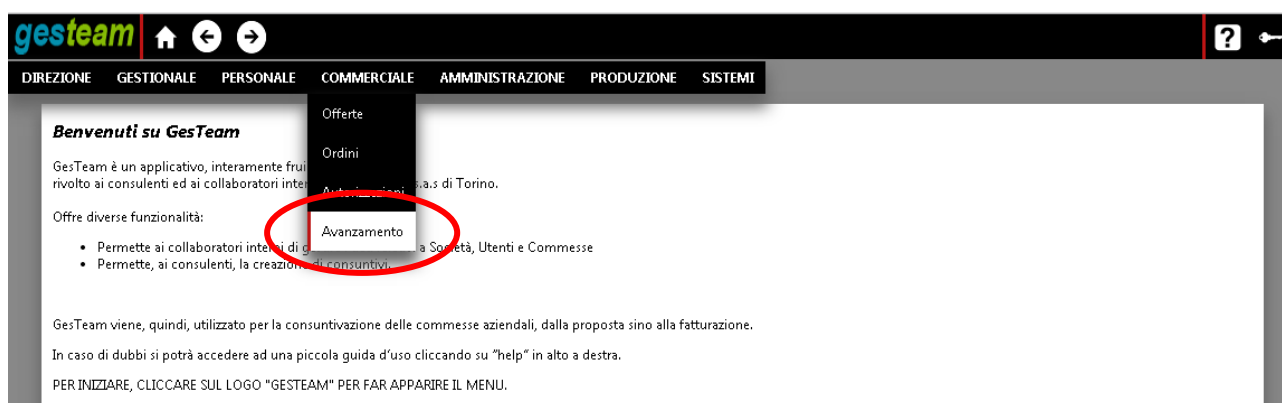 gesteam
?
DIREZIONE GESTIONALE PERSONALE COMMERCIALE AMMINISTRAZIONE PRODUZIONE SISTEMI
Offerte
Ordini
Autorizzazioni
Avanzamento
Benvenuti su GesTeam
GesTeam è un applicativo, interamente frui
rivolto ai consulenti ed ai collaboratori inter s.a.s di Torino.
Offre diverse funzionalità:
• Permette ai collaboratori interni di g a Società, Utenti e Commesse
• Permette, ai consulenti, la creazione di consuntivi.
GesTeam viene, quindi, utilizzato per la consuntivazione delle commesse aziendali, dalla proposta sino alla fatturazione.
In caso di dubbi si potrà accedere ad una piccola guida d'uso cliccando su "help" in alto a destra.
PER INIZIARE, CLICCARE SUL LOGO "GESTEAM" PER FAR APPARIRE IL MENU.